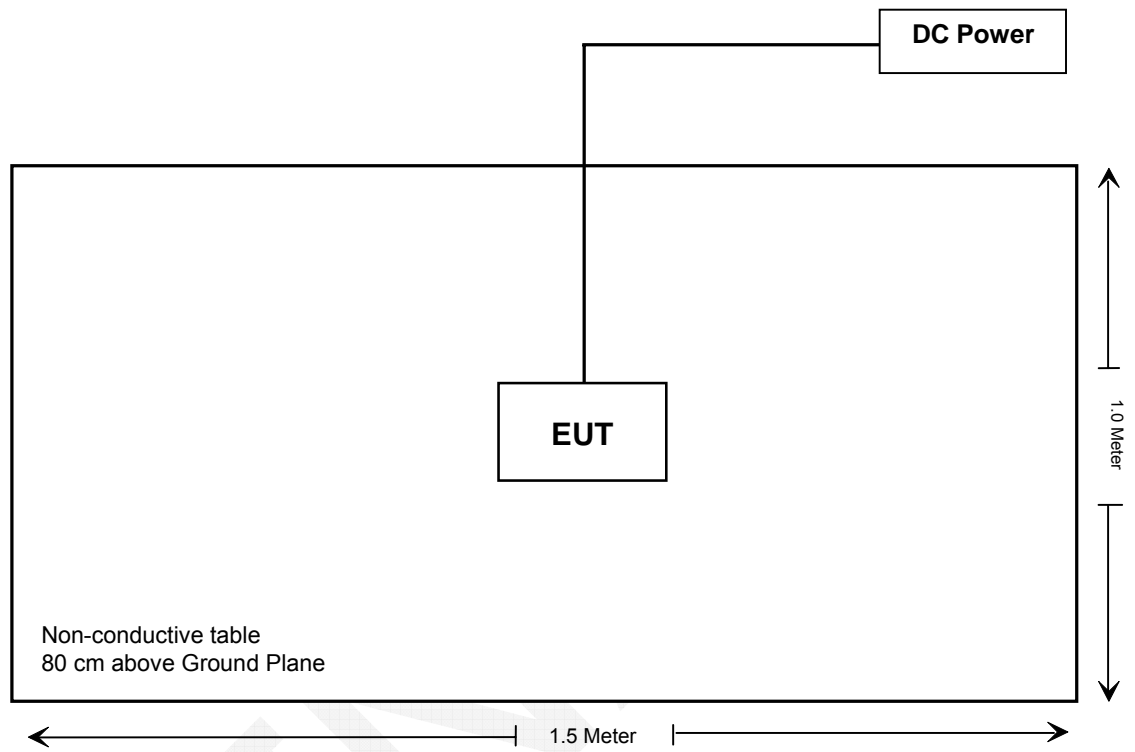 DC Power
EUT
1.0 Meter
Non-conductive table
80 cm above Ground Plane
1.5 Meter